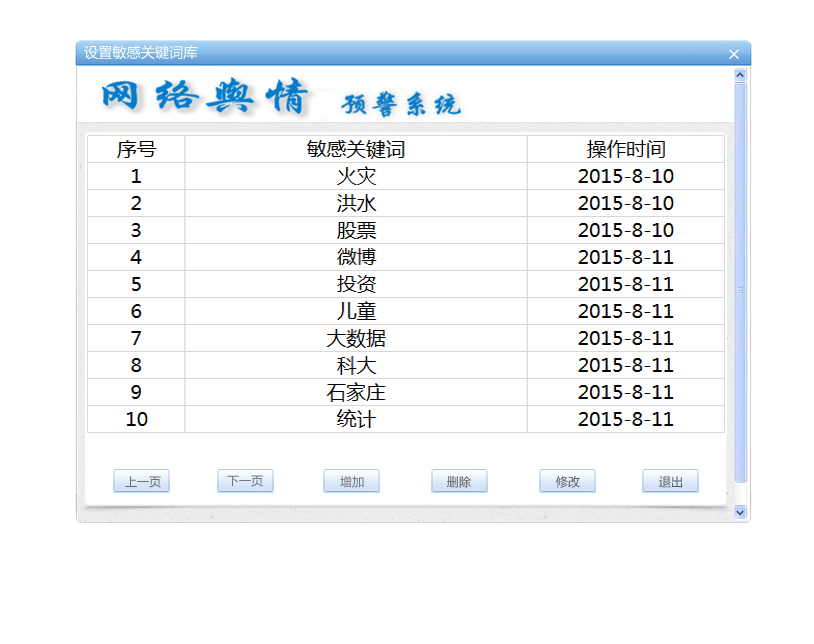 设置敏感关键词库
网络舆情 预警系统
序号 敏感关键词 操作时间
1 火灾 2015-8-10
2 洪水 2015-8-10
3 股票 2015-8-10
4 微博 2015-8-11
5 投资 2015-8-11
6 儿童 2015-8-11
7 大数据 2015-8-11
8 科大 2015-8-11
9 石家庄 2015-8-11
10 统计 2015-8-11
上一页 下一页 增加 删除 修改 退出